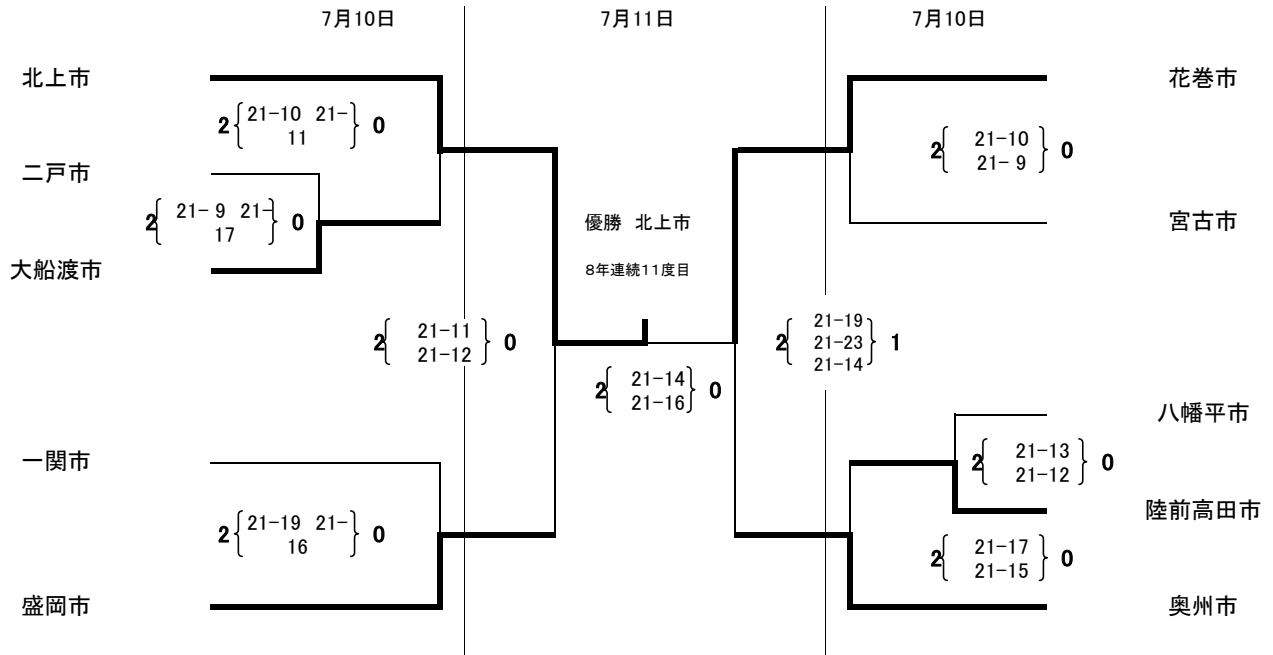 7月10日 7月11日 7月10日
北上市
2 { 21-10 21- } 0
11
二戸市
2 { 21- 9 21- } 0
17
大船渡市
2 { 21-11 } 0
21-12
一関市
2 { 21-19 21- } 0
16
盛岡市
優勝 北上市
8年連続11度目
2 { 21-14 } 0
21-16
花巻市
2 { 21-10 } 0
21- 9
宮古市
2 { 21-19
21-23 } 1
21-14
八幡平市
2 { 21-13 } 0
21-12
陸前高田市
2 { 21-17 } 0
21-15
奥州市